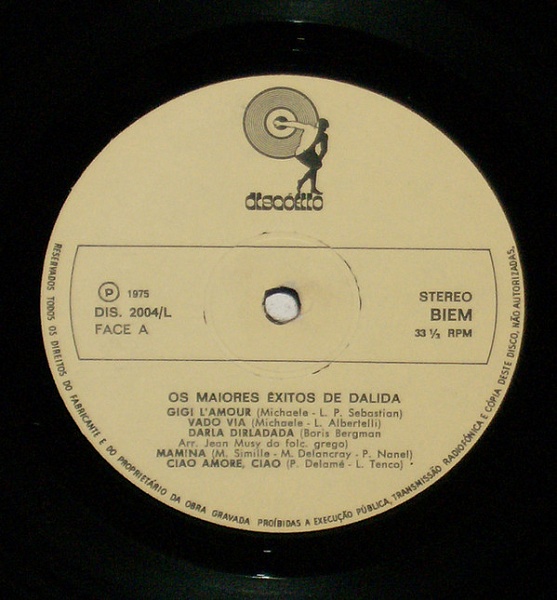 discófilo
℗ 1975
DIS. 2004/L
FACE A
STEREO
BIEM
33 ⅓ RPM
OS MAIORES ÊXITOS DE DALIDA
GIGI L'AMOUR (Michaele - L. P. Sebastian)
VADO VIA (Michaele - L. Albertelli)
DARLA DIRLADADA (Boris Bergman
Arr. Jean Musy do folc. grego)
MAMINA (M. Simille - M. Delancray - P. Nanel)
CIAO AMORE, CIAO (P. Delamé - L. Tenco)
RESERVADOS TODOS OS DIREITOS DO FABRICANTE E DO PROPRIETÁRIO DA OBRA GRAVADA PROÍBIDAS A EXECUÇÃO PÚBLICA, TRANSMISSÃO RADIOFÓNICA E CÓPIA DESTE DISCO, NÃO AUTORIZADAS.